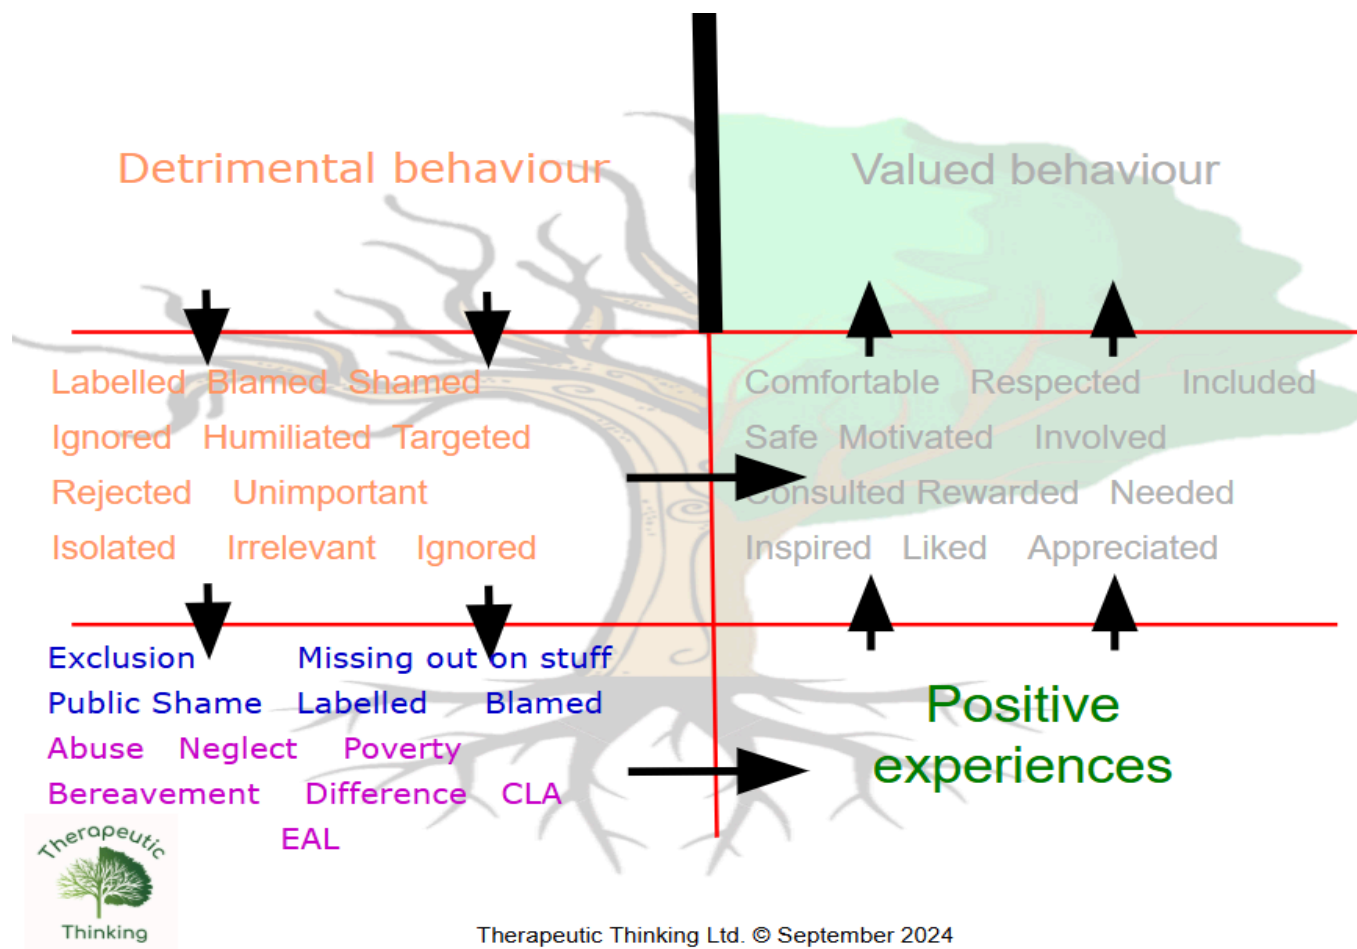 Detrimental behaviour
Valued behaviour
Labelled Blamed Shamed
Ignored Humiliated Targeted
Rejected Unimportant
Isolated Irrelevant Ignored
Comfortable Respected Included
Safe Motivated Involved
Consulted Rewarded Needed
Inspired Liked Appreciated
Exclusion Missing out on stuff
Public Shame Labelled Blamed
Abuse Neglect Poverty
Bereavement Difference CLA
EAL
Positive
experiences
Therapeutic
Thinking
Therapeutic Thinking Ltd. © September 2024